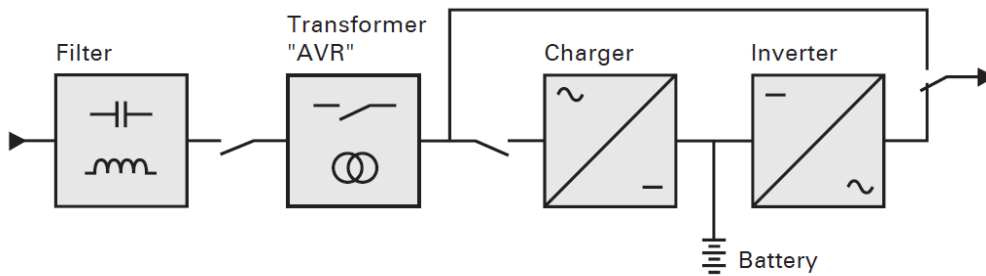 Filter
Transformer
"AVR"
Charger
Inverter
Battery